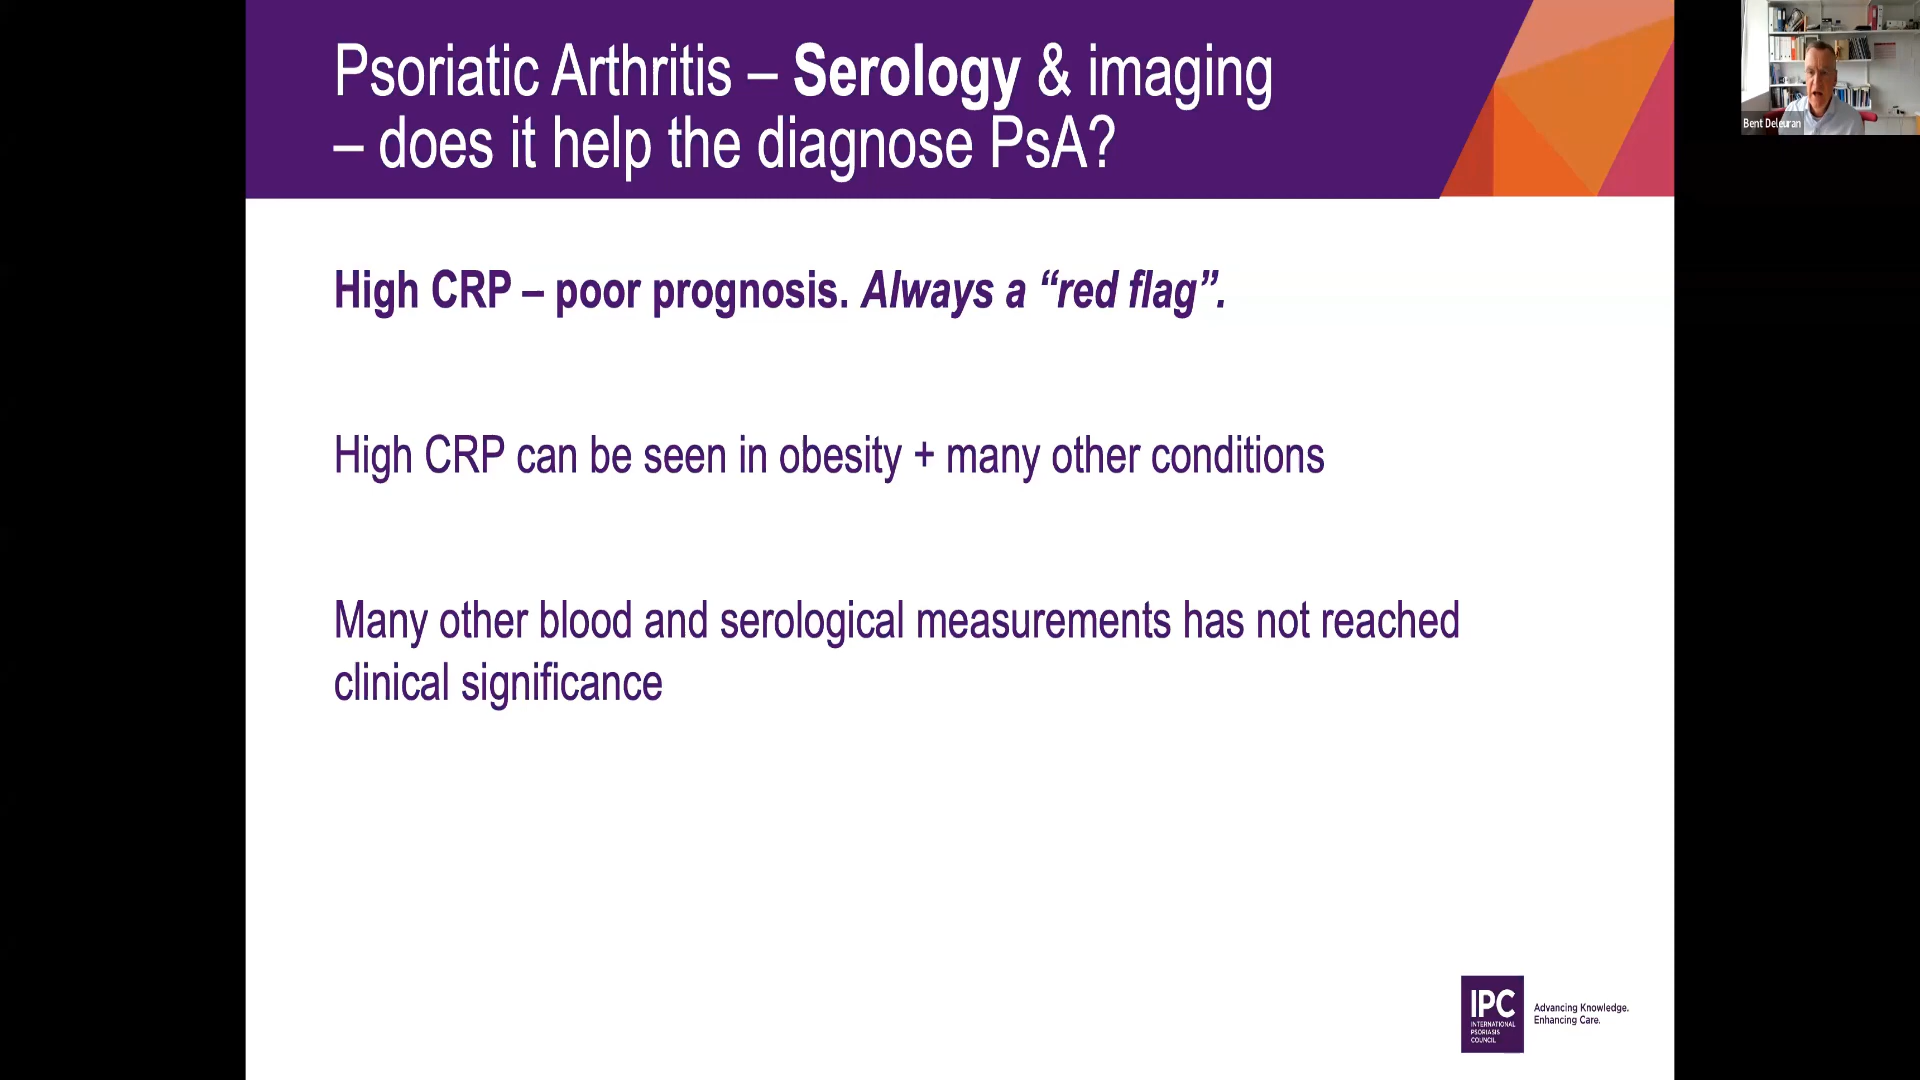 Psoriatic Arthritis – Serology & imaging
– does it help the diagnose PsA?
Bent Deleuran
High CRP – poor prognosis. Always a “red flag”.
High CRP can be seen in obesity + many other conditions
Many other blood and serological measurements has not reached
clinical significance
IPC
INTERNATIONAL
PSORIASIS
COUNCIL
Advancing Knowledge.
Enhancing Care.